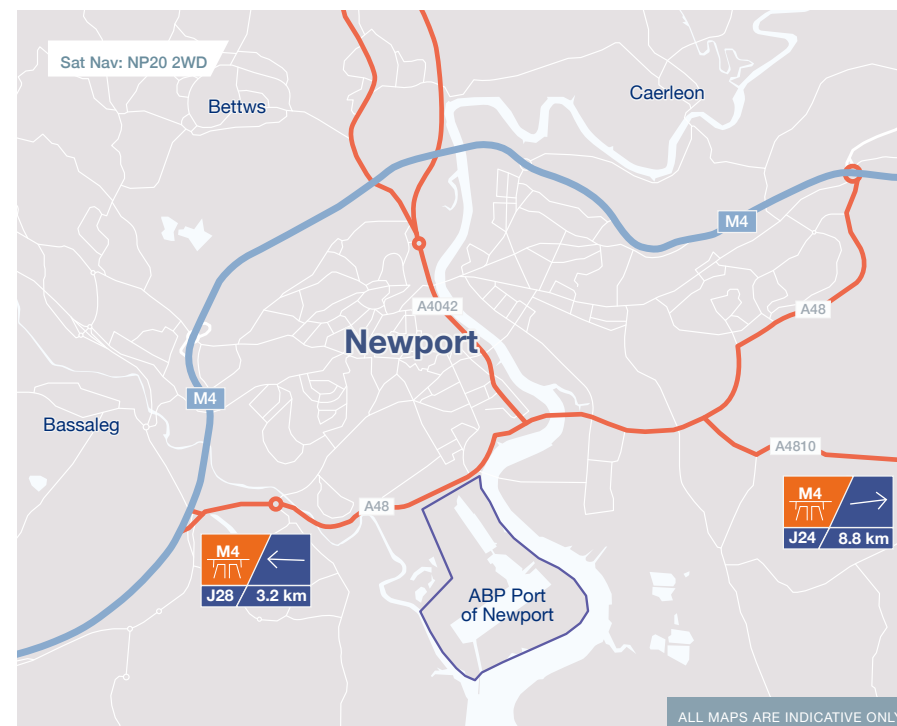 Sat Nav: NP20 2WD
Bettws
Caerleon
M4
A4042
A48
Newport
M4
Bassaleg
A4810
A48
M4
J24 8.8 km
M4
J28 3.2 km
ABP Port
of Newport
ALL MAPS ARE INDICATIVE ONLY